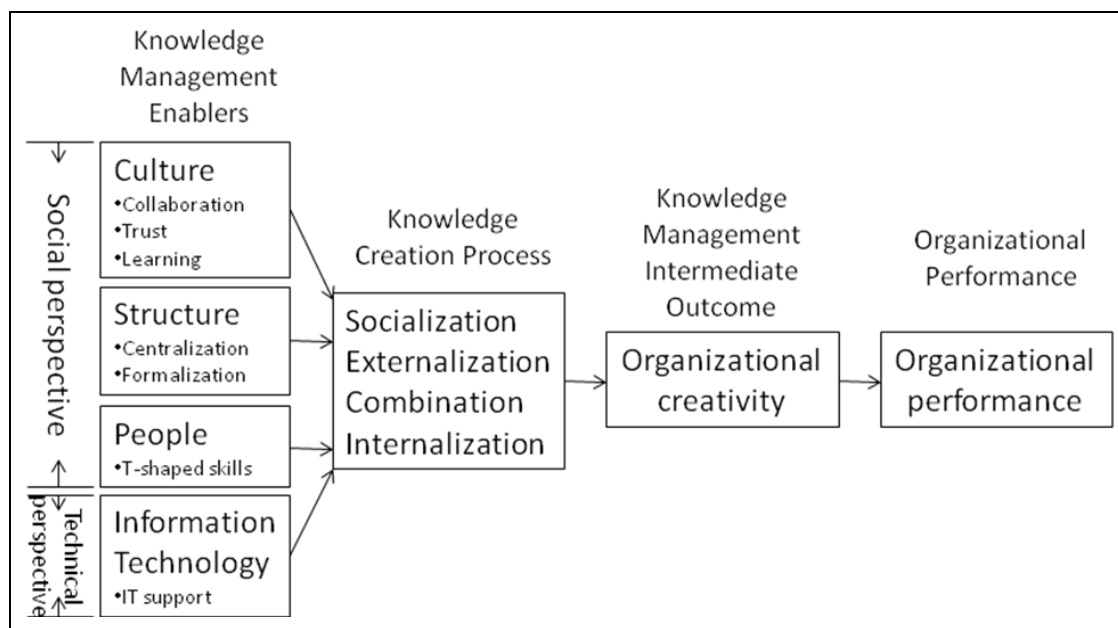 Knowledge
Management
Enablers
Social perspective
Culture
•Collaboration
•Trust
•Learning
Structure
•Centralization
•Formalization
People
•T-shaped skills
Technical
perspective
Information
Technology
•IT support
Knowledge
Creation Process
Socialization
Externalization
Combination
Internalization
Knowledge
Management
Intermediate
Outcome
Organizational
creativity
Organizational
Performance
Organizational
performance